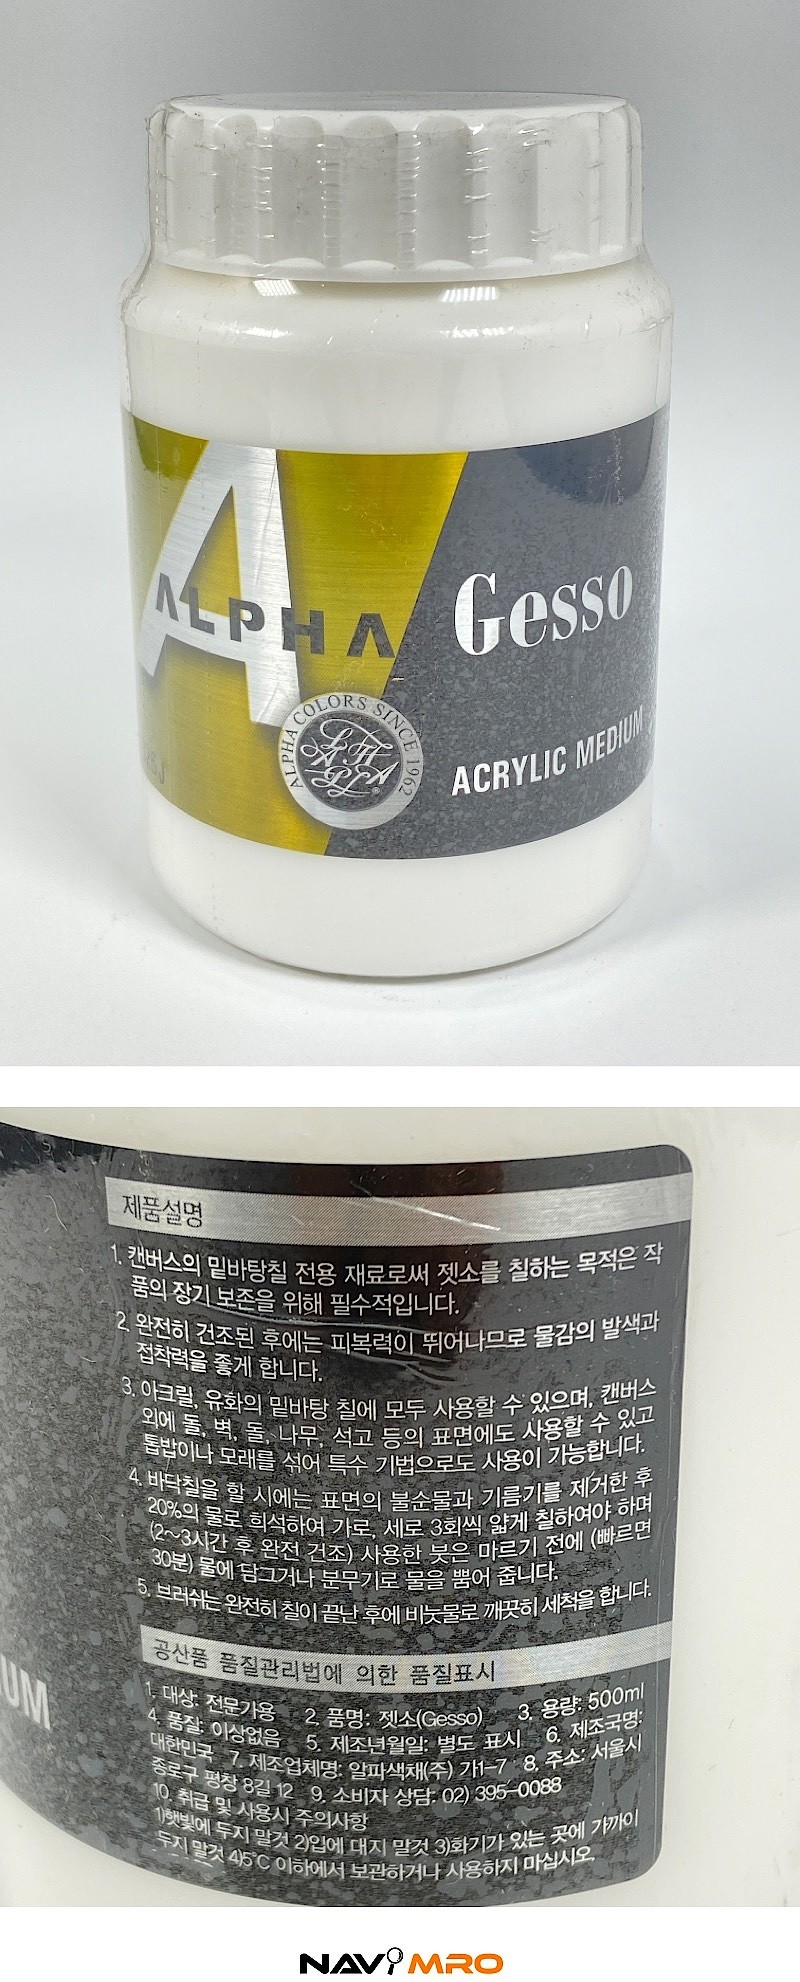 ALPHA
Gesso
ACRYLIC MEDIUM
ALPHA COLORS SINCE 1962
제품설명
1. 캔버스의 밑바탕칠 전용 재료로써 젯소를 칠하는 목적은 작
품의 장기 보존을 위해 필수적입니다.
2. 완전히 건조된 후에는 피복력이 뛰어나므로 물감의 발색과
접착력을 좋게 합니다.
3. 아크릴, 유화의 밑바탕 칠에 모두 사용할 수 있으며, 캔버스
외에 돌, 벽, 돌, 나무, 석고 등의 표면에도 사용할 수 있고
톱밥이나 모래를 섞어 특수 기법으로도 사용이 가능합니다.
4. 바닥칠을 할 시에는 표면의 불순물과 기름기를 제거한 후
20%의 물로 희석하여 가로, 세로 3회씩 얇게 칠하여야 하며
(2~3시간 후 완전 건조) 사용한 붓은 마르기 전에 (빠르면
30분) 물에 담그거나 분무기로 물을 뿜어 줍니다.
5. 브러쉬는 완전히 칠이 끝난 후에 비눗물로 깨끗히 세척을 합니다.
공산품 품질관리법에 의한 품질표시
1. 대상: 전문가용 2. 품명: 젯소(Gesso) 3. 용량: 500ml
4. 품질: 이상없음 5. 제조년월일: 별도 표시 6. 제조국명:
대한민국 7. 제조업체명: 알파색채(주) 가1-7 8. 주소: 서울시
종로구 평창 8길 12 9. 소비자 상담: 02) 395-0088
10. 취급 및 사용시 주의사항
1)햇빛에 두지 말것 2)입에 대지 말것 3)화기가 있는 곳에 가까이
두지 말것 4)5°C 이하에서 보관하거나 사용하지 마십시오.
UM
NAVIMRO